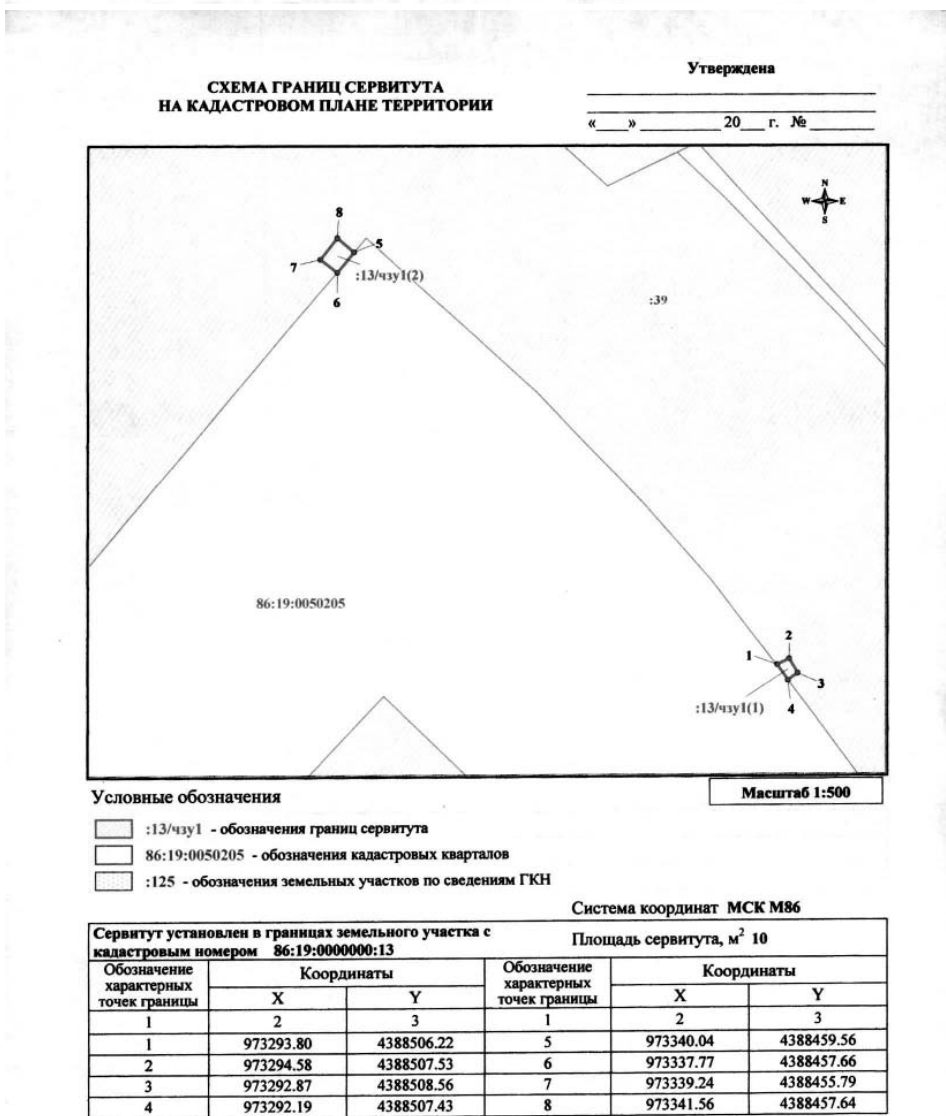 Утверждена
СХЕМА ГРАНИЦ СЕРВИТУТА
НА КАДАСТРОВОМ ПЛАНЕ ТЕРРИТОРИИ
«___» ________ 20__ г. № ______
N
W E
S
8
5
7
:13/чзу1(2)
6
:39
86:19:0050205
2
1
3
:13/чзу1(1)
4
Масштаб 1:500
Условные обозначения
:13/чзу1 - обозначения границ сервитута
86:19:0050205 - обозначения кадастровых кварталов
:125 - обозначения земельных участков по сведениям ГКН
Система координат МСК М86
Сервитут установлен в границах земельного участка с
кадастровым номером 86:19:0000000:13
Площадь сервитута, м² 10
Обозначение характерных точек границы Координаты Обозначение характерных точек границы Координаты
X Y X Y
1 2 3 1 2 3
1 973293.80 4388506.22 5 973340.04 4388459.56
2 973294.58 4388507.53 6 973337.77 4388457.66
3 973292.87 4388508.56 7 973339.24 4388455.79
4 973292.19 4388507.43 8 973341.56 4388457.64